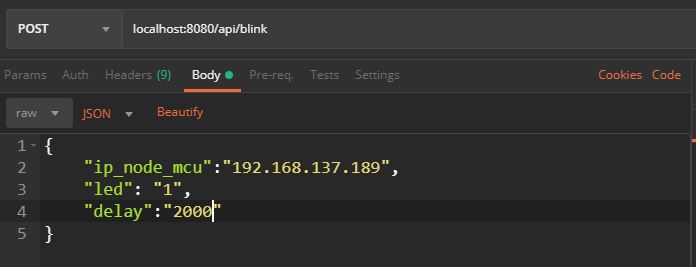 POST localhost:8080/api/blink
Params Auth Headers (9) Body Pre-req. Tests Settings Cookies Code
raw JSON Beautify
1 {
2 "ip_node_mcu":"192.168.137.189",
3 "led": "1",
4 "delay":"2000"
5 }